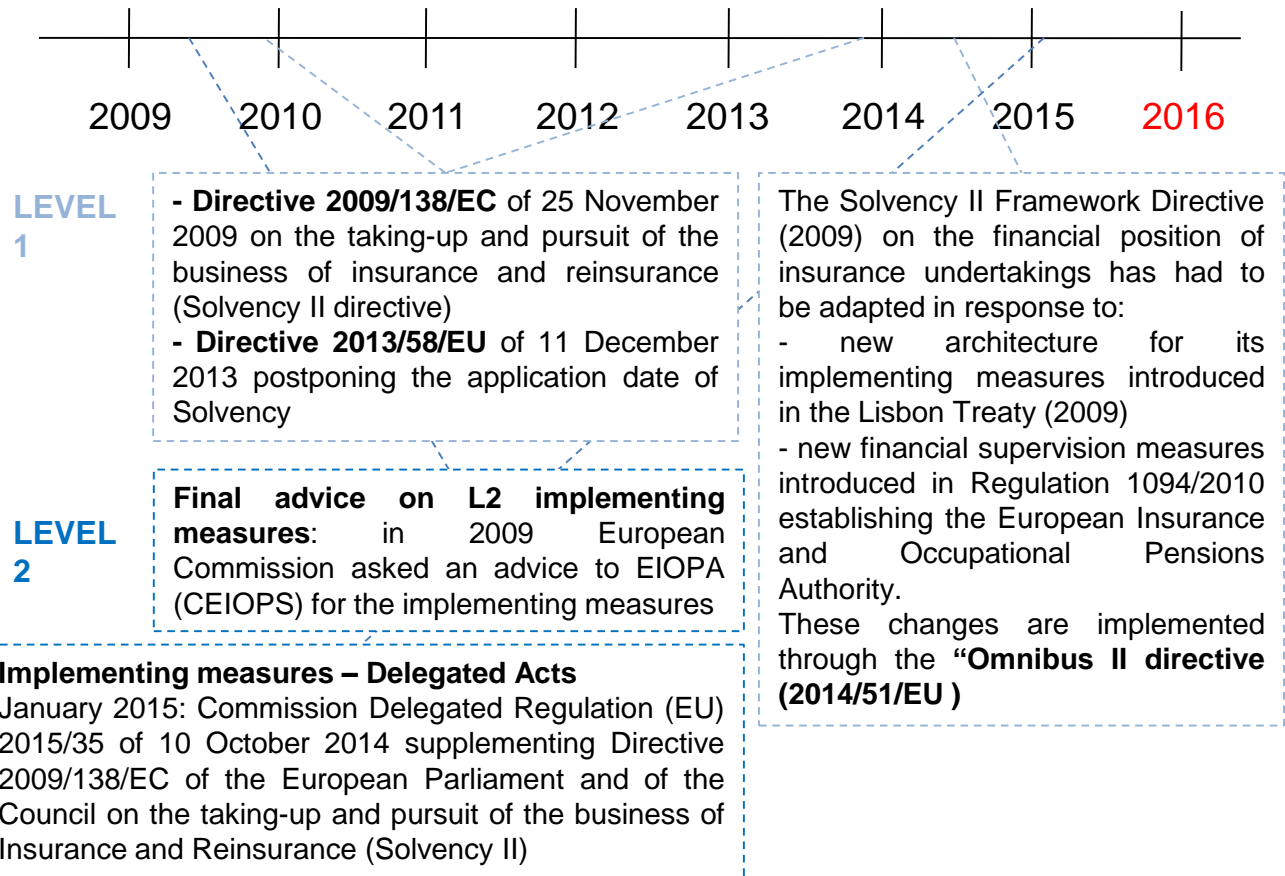 2009 2010 2011 2012 2013 2014 2015 2016
LEVEL
1
- Directive 2009/138/EC of 25 November
2009 on the taking-up and pursuit of the
business of insurance and reinsurance
(Solvency II directive)
- Directive 2013/58/EU of 11 December
2013 postponing the application date of
Solvency
The Solvency II Framework Directive
(2009) on the financial position of
insurance undertakings has had to
be adapted in response to:
- new architecture for its
implementing measures introduced
in the Lisbon Treaty (2009)
- new financial supervision measures
introduced in Regulation 1094/2010
establishing the European Insurance
and Occupational Pensions
Authority.
These changes are implemented
through the “Omnibus II directive
(2014/51/EU )
LEVEL
2
Final advice on L2 implementing
measures: in 2009 European
Commission asked an advice to EIOPA
(CEIOPS) for the implementing measures
Implementing measures – Delegated Acts
January 2015: Commission Delegated Regulation (EU)
2015/35 of 10 October 2014 supplementing Directive
2009/138/EC of the European Parliament and of the
Council on the taking-up and pursuit of the business of
Insurance and Reinsurance (Solvency II)